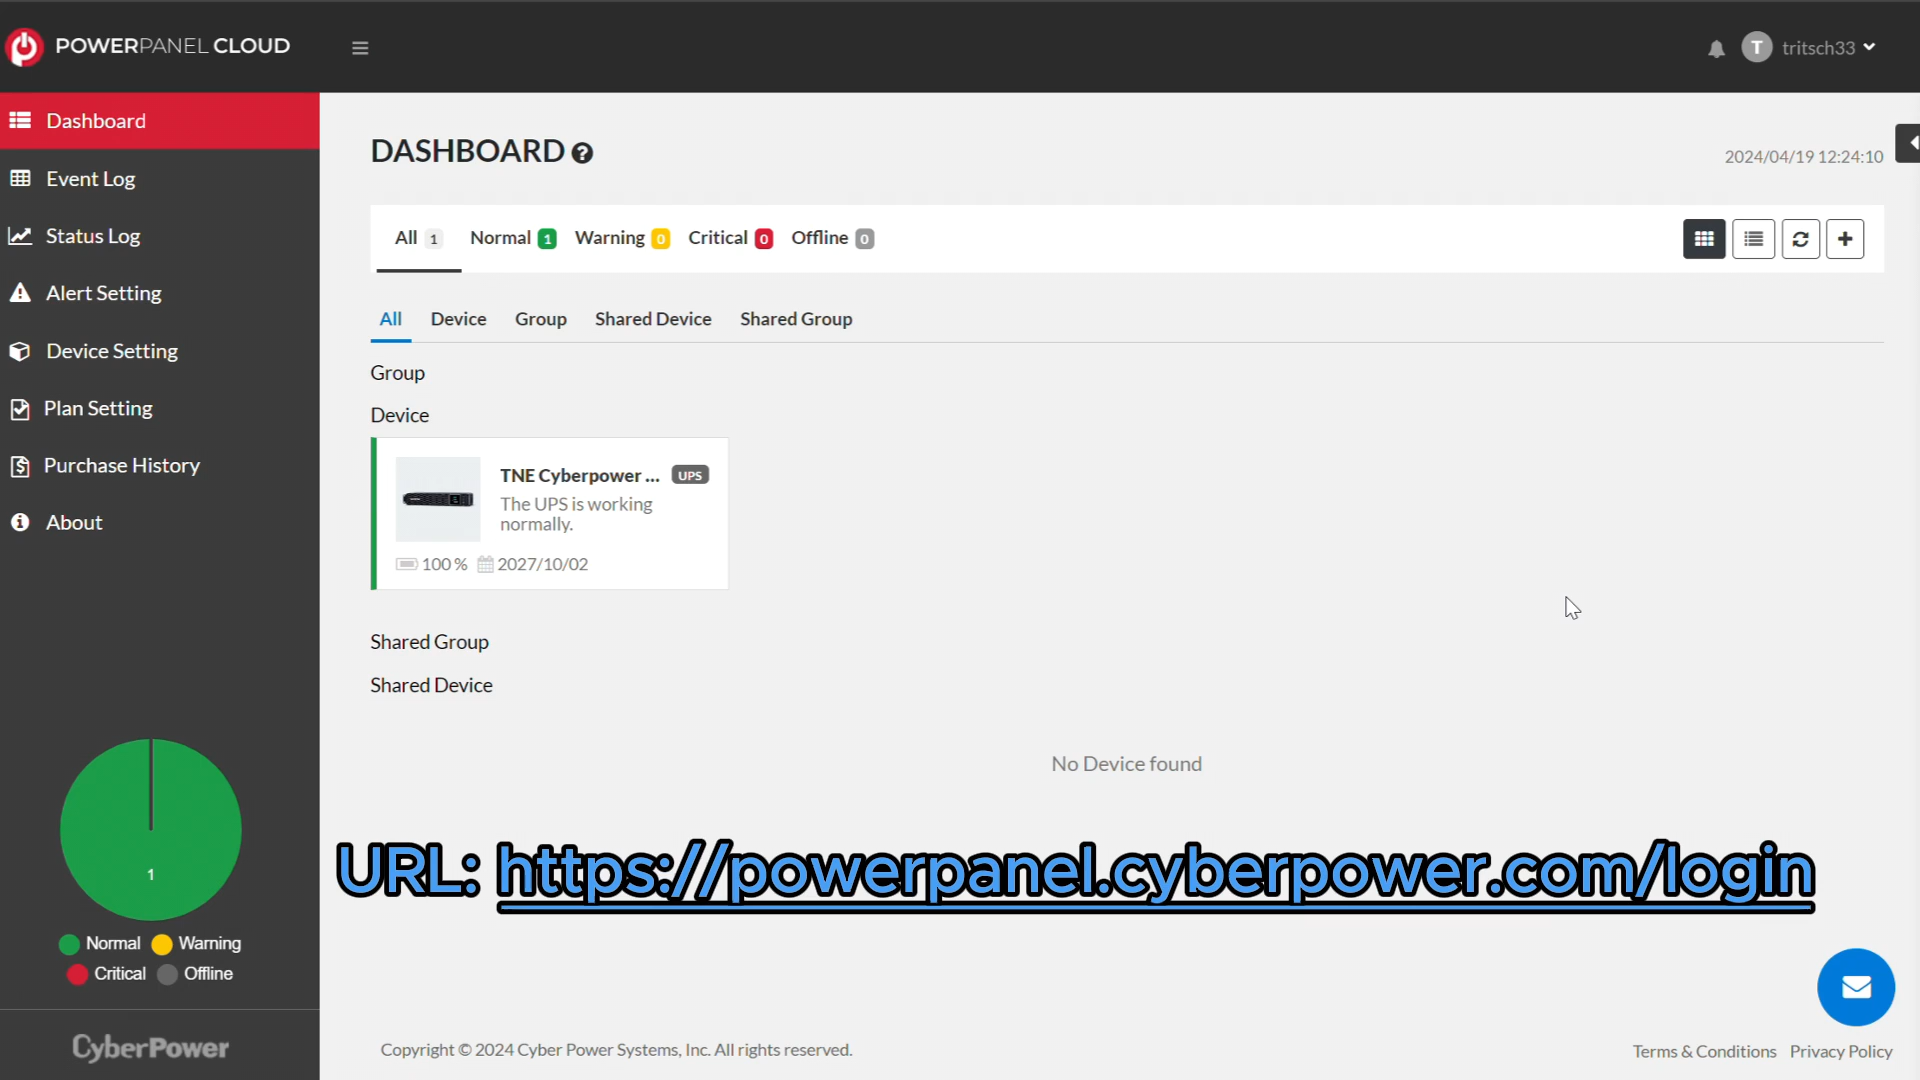 POWERPANEL CLOUD
T tritsch33
Dashboard
Event Log
Status Log
Alert Setting
Device Setting
Plan Setting
Purchase History
About
1
Normal Warning
Critical Offline
CyberPower
DASHBOARD
2024/04/19 12:24:10
All 1 Normal 1 Warning 0 Critical 0 Offline 0
All Device Group Shared Device Shared Group
Group
Device
TNE Cyberpower ... UPS
The UPS is working
normally.
100 % 2027/10/02
Shared Group
Shared Device
No Device found
URL: https://powerpanel.cyberpower.com/login
Copyright © 2024 Cyber Power Systems, Inc. All rights reserved.
Terms & Conditions Privacy Policy